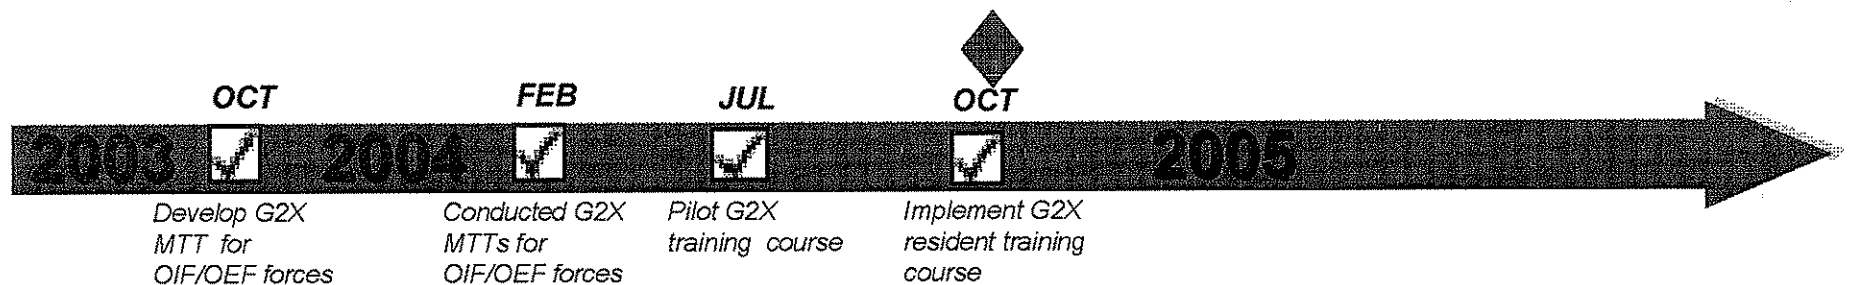 OCT FEB JUL OCT
2003 2004 2005
Develop G2X
MTT for
OIF/OEF forces
Conducted G2X
MTTs for
OIF/OEF forces
Pilot G2X
training course
Implement G2X
resident training
course